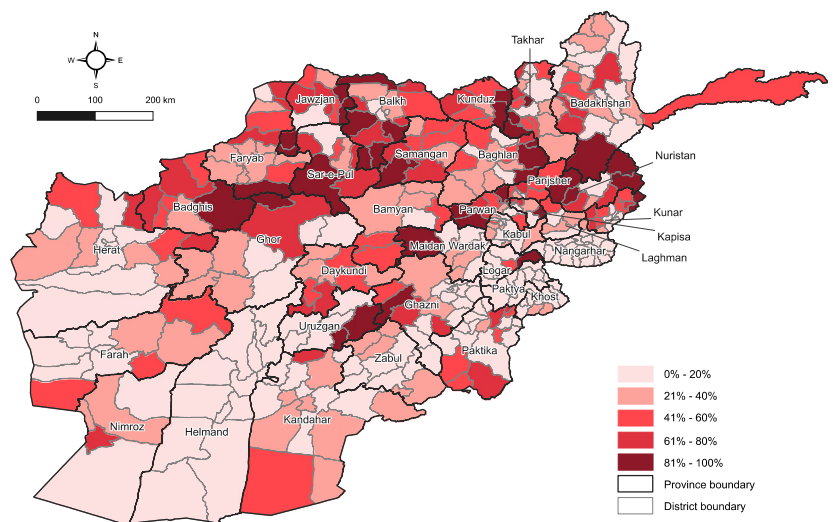 N
W E
S
0 100 200 km
Takhar
Jawzjan
Balkh
Kunduz
Badakhshan
Faryab
Samangan
Baghlan
Nuristan
Sar-e-Pul
Panjsher
Badghis
Bamyan
Parwan
Kunar
Herat
Ghor
Maidan Wardak
Kabul
Kapisa
Nangarhar
Laghman
Daykundi
Logar
Paktya
Khost
Ghazni
Uruzgan
Farah
Zabul
Paktika
Nimroz
Helmand
Kandahar
0% - 20%
21% - 40%
41% - 60%
61% - 80%
81% - 100%
Province boundary
District boundary